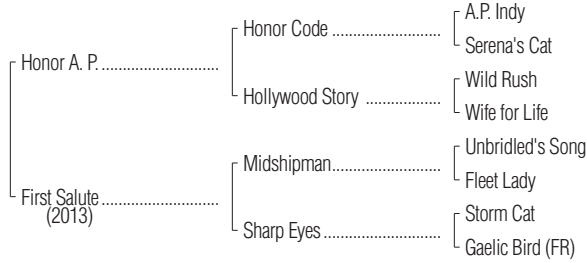 A.P. Indy
Honor Code ......................
Serena's Cat
Honor A. P. .......................
Wild Rush
Hollywood Story ...............
Wife for Life
Unbridled's Song
Midshipman......................
Fleet Lady
First Salute.......................
(2013)
Storm Cat
Sharp Eyes .......................
Gaelic Bird (FR)